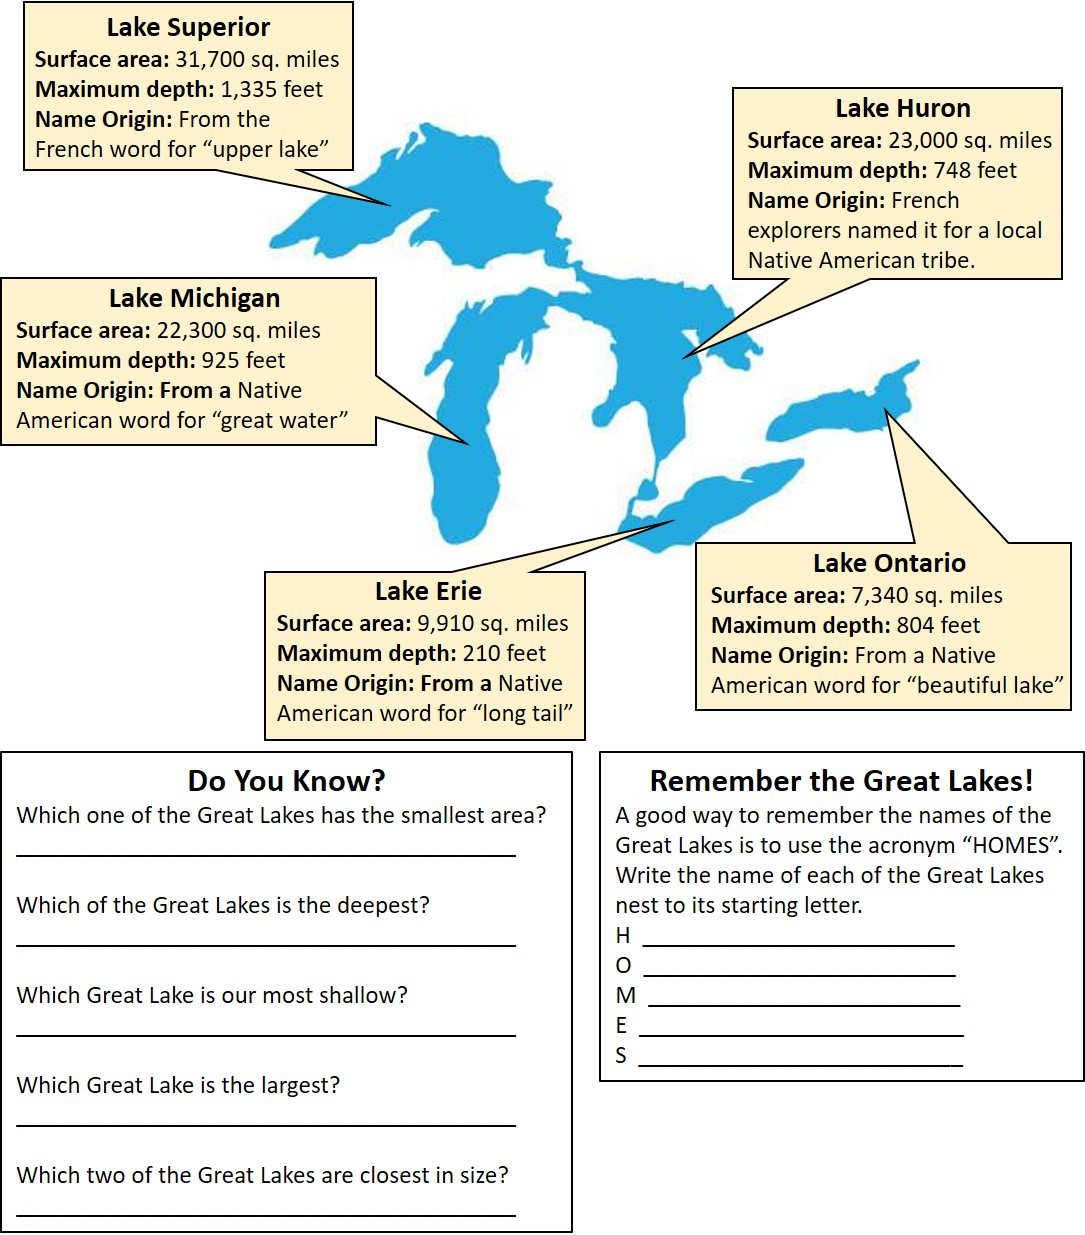 Lake Superior
Surface area: 31,700 sq. miles
Maximum depth: 1,335 feet
Name Origin: From the
French word for “upper lake”
Lake Huron
Surface area: 23,000 sq. miles
Maximum depth: 748 feet
Name Origin: French
explorers named it for a local
Native American tribe.
Lake Michigan
Surface area: 22,300 sq. miles
Maximum depth: 925 feet
Name Origin: From a Native
American word for “great water”
Lake Erie
Surface area: 9,910 sq. miles
Maximum depth: 210 feet
Name Origin: From a Native
American word for “long tail”
Lake Ontario
Surface area: 7,340 sq. miles
Maximum depth: 804 feet
Name Origin: From a Native
American word for “beautiful lake”
Do You Know?
Which one of the Great Lakes has the smallest area?
Which of the Great Lakes is the deepest?
Which Great Lake is our most shallow?
Which Great Lake is the largest?
Which two of the Great Lakes are closest in size?
Remember the Great Lakes!
A good way to remember the names of the
Great Lakes is to use the acronym “HOMES”.
Write the name of each of the Great Lakes
nest to its starting letter.
H
O
M
E
S